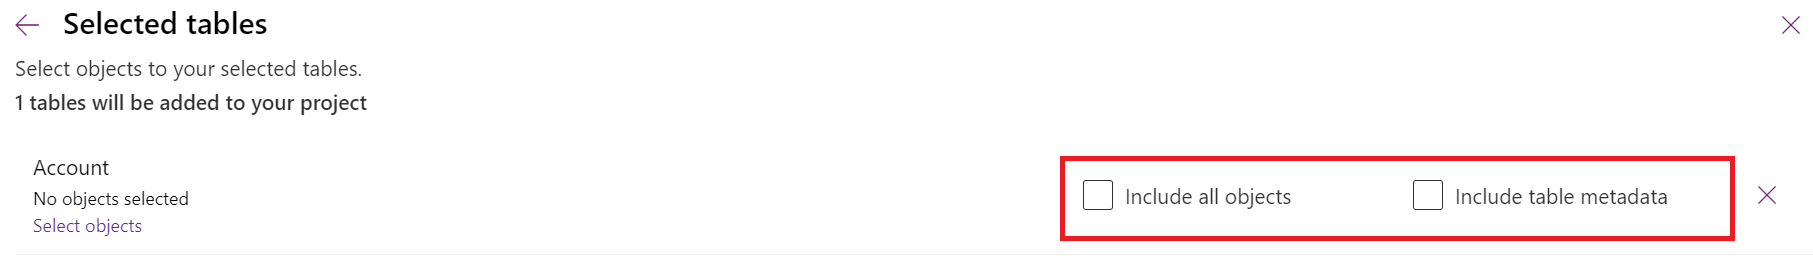 Selected tables
Select objects to your selected tables.
1 tables will be added to your project
Account
No objects selected
Select objects
Include all objects
Include table metadata